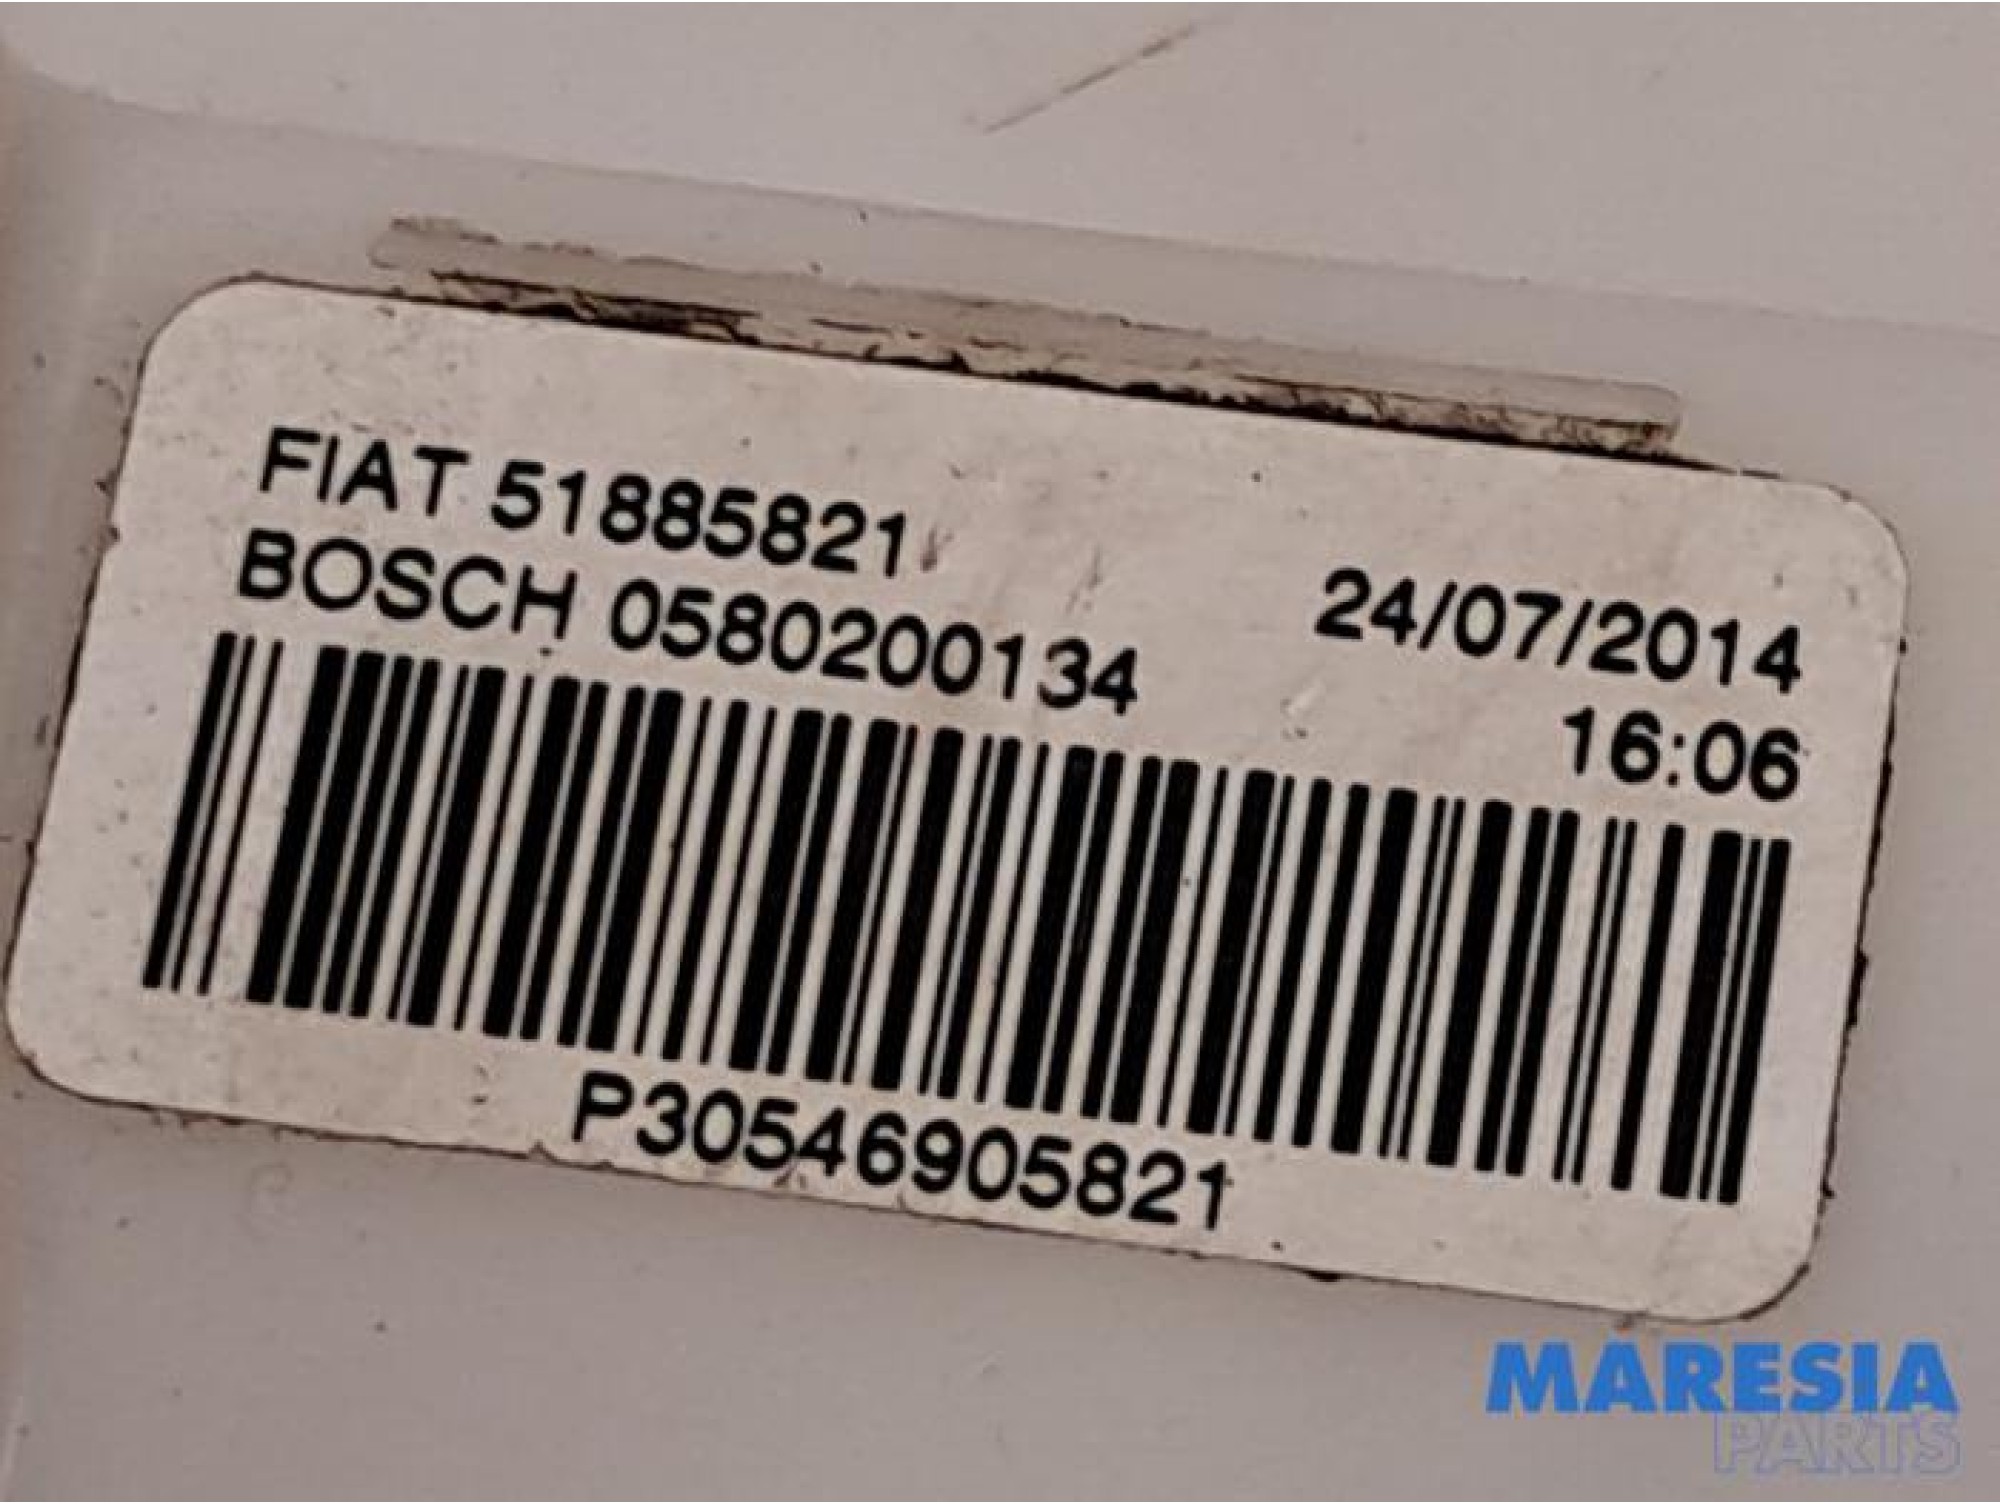 FIAT 51885821
BOSCH 0580200134
24/07/2014
16:06
P30546905821
MARESIA
PARTS